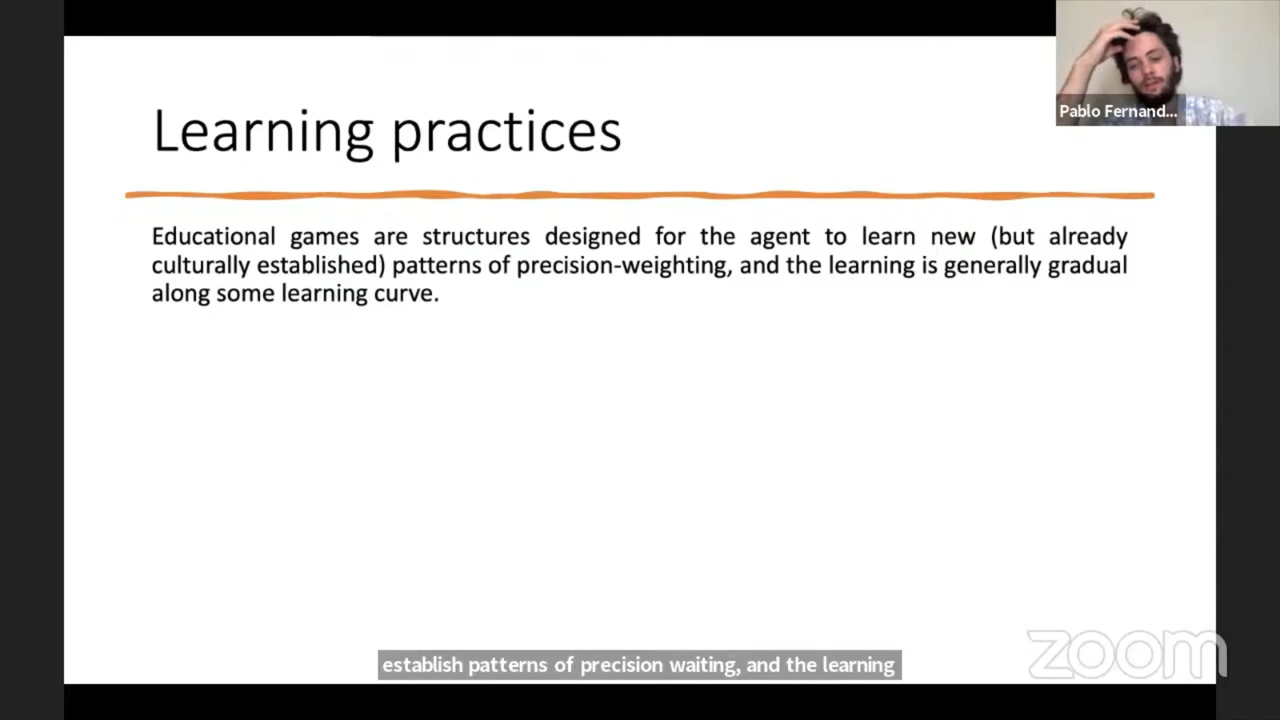 Learning practices
Pablo Fernand...
Educational games are structures designed for the agent to learn new (but already
culturally established) patterns of precision-weighting, and the learning is generally gradual
along some learning curve.
zoom
establish patterns of precision waiting, and the learning